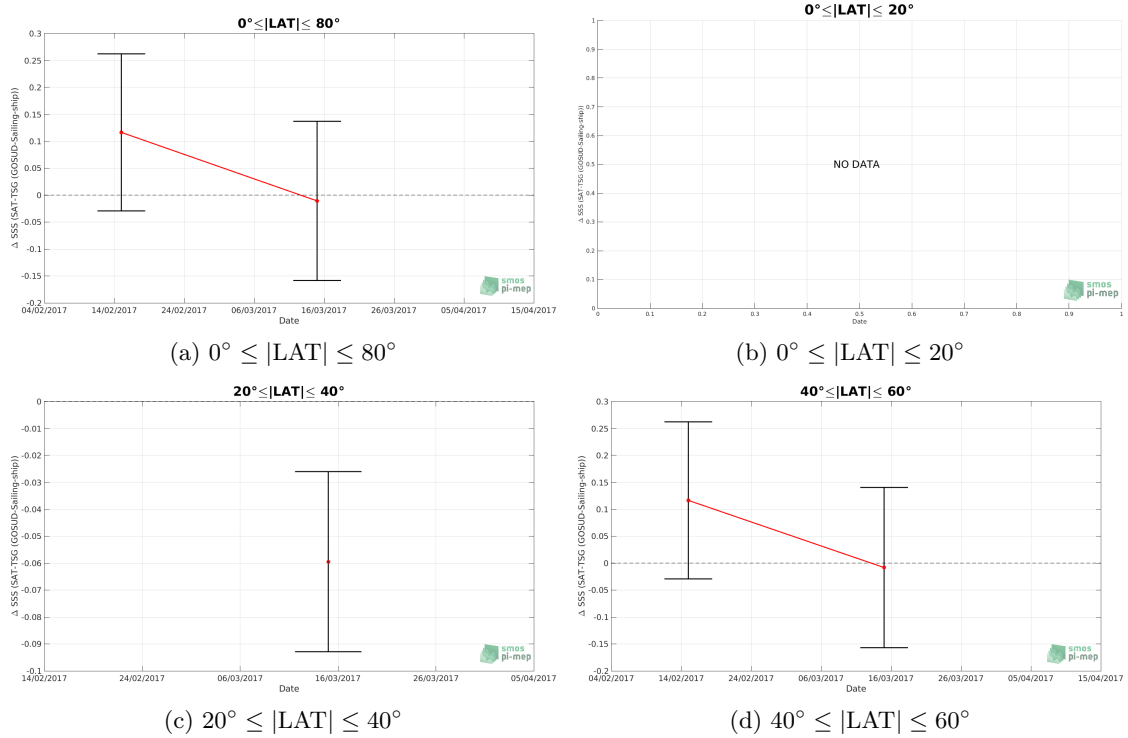 0°≤|LAT|≤ 80°
Δ SSS (SAT-TSG (GOSUD-Sailing-ship))
0.3
0.25
0.2
0.15
0.1
0.05
0
-0.05
-0.1
-0.15
-0.2
04/02/2017 14/02/2017 24/02/2017 06/03/2017 16/03/2017 26/03/2017 05/04/2017 15/04/2017
Date
smos
pi-mep
(a) 0° ≤ |LAT| ≤ 80°
0°≤|LAT|≤ 20°
Δ SSS (SAT-TSG (GOSUD-Sailing-ship))
1
0.9
0.8
0.7
0.6
0.5
0.4
0.3
0.2
0.1
0
NO DATA
0 0.1 0.2 0.3 0.4 0.5 0.6 0.7 0.8 0.9 1
Date
smos
pi-mep
(b) 0° ≤ |LAT| ≤ 20°
20°≤|LAT|≤ 40°
Δ SSS (SAT-TSG (GOSUD-Sailing-ship))
0
-0.01
-0.02
-0.03
-0.04
-0.05
-0.06
-0.07
-0.08
-0.09
-0.1
14/02/2017 24/02/2017 06/03/2017 16/03/2017 26/03/2017 05/04/2017
Date
smos
pi-mep
(c) 20° ≤ |LAT| ≤ 40°
40°≤|LAT|≤ 60°
Δ SSS (SAT-TSG (GOSUD-Sailing-ship))
0.3
0.25
0.2
0.15
0.1
0.05
0
-0.05
-0.1
-0.15
-0.2
04/02/2017 14/02/2017 24/02/2017 06/03/2017 16/03/2017 26/03/2017 05/04/2017 15/04/2017
Date
smos
pi-mep
(d) 40° ≤ |LAT| ≤ 60°